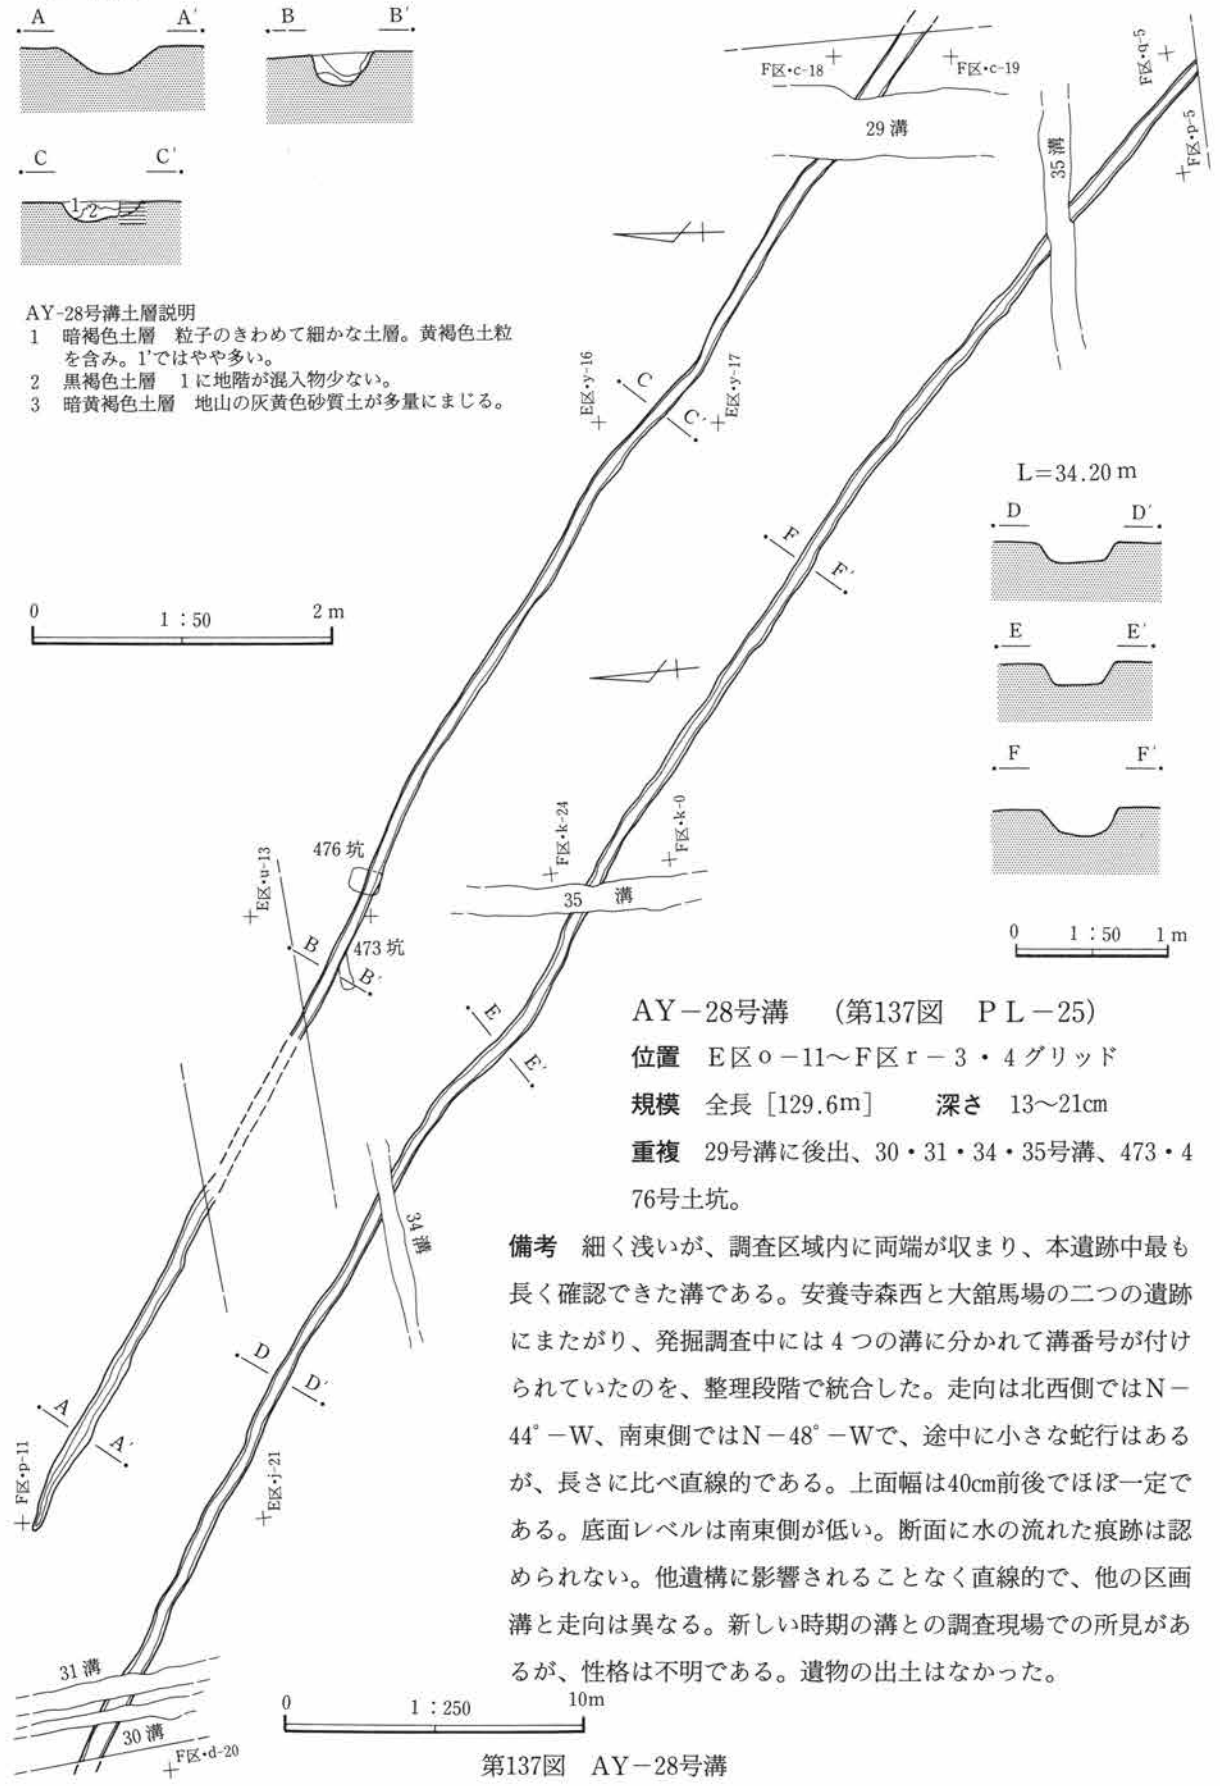 A A′ B B′
C C′
1 2
AY-28号溝土層説明
1 暗褐色土層 粒子のきわめて細かな土層。黄褐色土粒
を含み。1'ではやや多い。
2 黒褐色土層 1に地階が混入物少ない。
3 暗黄褐色土層 地山の灰黄色砂質土が多量にまじる。
0 1：50 2m
F区・c-18
F区・c-19
29溝
F区・q-5
F区・p-5
35溝
E区・y-16
E区・y-17
C C′
F F′
L=34.20m
D D′
E E′
F F′
0 1：50 1m
476坑
E区・u-13
473坑
B B′
F区・k-24
F区・k-0
35溝
E E′
34溝
D D′
A A′
F区・p-11
E区・j-21
31溝
30溝
F区・d-20
AY－28号溝 （第137図 ＰＬ－25）
位置 E区o－11～F区r－3・4グリッド
規模 全長［129.6m］ 深さ 13～21cm
重複 29号溝に後出、30・31・34・35号溝、473・4
76号土坑。
備考 細く浅いが、調査区域内に両端が収まり、本遺跡中最も
長く確認できた溝である。安養寺森西と大舘馬場の二つの遺跡
にまたがり、発掘調査中には４つの溝に分かれて溝番号が付け
られていたのを、整理段階で統合した。走向は北西側ではN－
44°－W、南東側ではN－48°－Wで、途中に小さな蛇行はある
が、長さに比べ直線的である。上面幅は40cm前後でほぼ一定で
ある。底面レベルは南東側が低い。断面に水の流れた痕跡は認
められない。他遺構に影響されることなく直線的で、他の区画
溝と走向は異なる。新しい時期の溝との調査現場での所見があ
るが、性格は不明である。遺物の出土はなかった。
0 1：250 10m
第137図 AY－28号溝